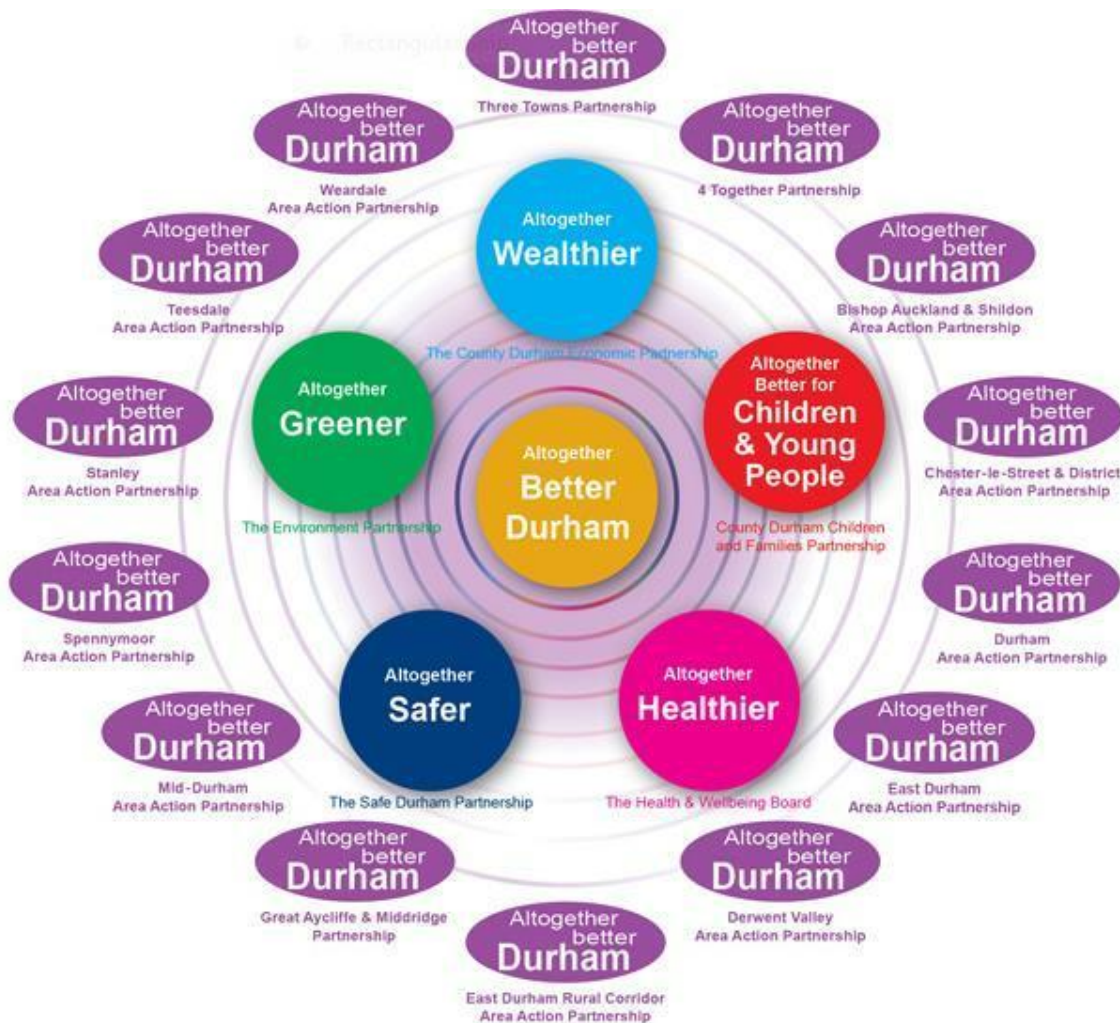 Altogether
better
Durham
Three Towns Partnership
Altogether
better
Durham
Weardale
Area Action Partnership
Altogether
better
Durham
4 Together Partnership
Altogether
better
Durham
Teesdale
Area Action Partnership
Altogether
Wealthier
The County Durham Economic Partnership
Altogether
better
Durham
Bishop Auckland & Shildon
Area Action Partnership
Altogether
Greener
The Environment Partnership
Altogether
Better for
Children
& Young
People
County Durham Children
and Families Partnership
Altogether
better
Durham
Stanley
Area Action Partnership
Altogether
Better
Durham
Altogether
better
Durham
Chester-le-Street & District
Area Action Partnership
Altogether
better
Durham
Spennymoor
Area Action Partnership
Altogether
better
Durham
Durham
Area Action Partnership
Altogether
Safer
The Safe Durham Partnership
Altogether
Healthier
The Health & Wellbeing Board
Altogether
better
Durham
Mid-Durham
Area Action Partnership
Altogether
better
Durham
East Durham
Area Action Partnership
Altogether
better
Durham
Great Aycliffe & Middridge
Partnership
Altogether
better
Durham
Derwent Valley
Area Action Partnership
Altogether
better
Durham
East Durham Rural Corridor
Area Action Partnership